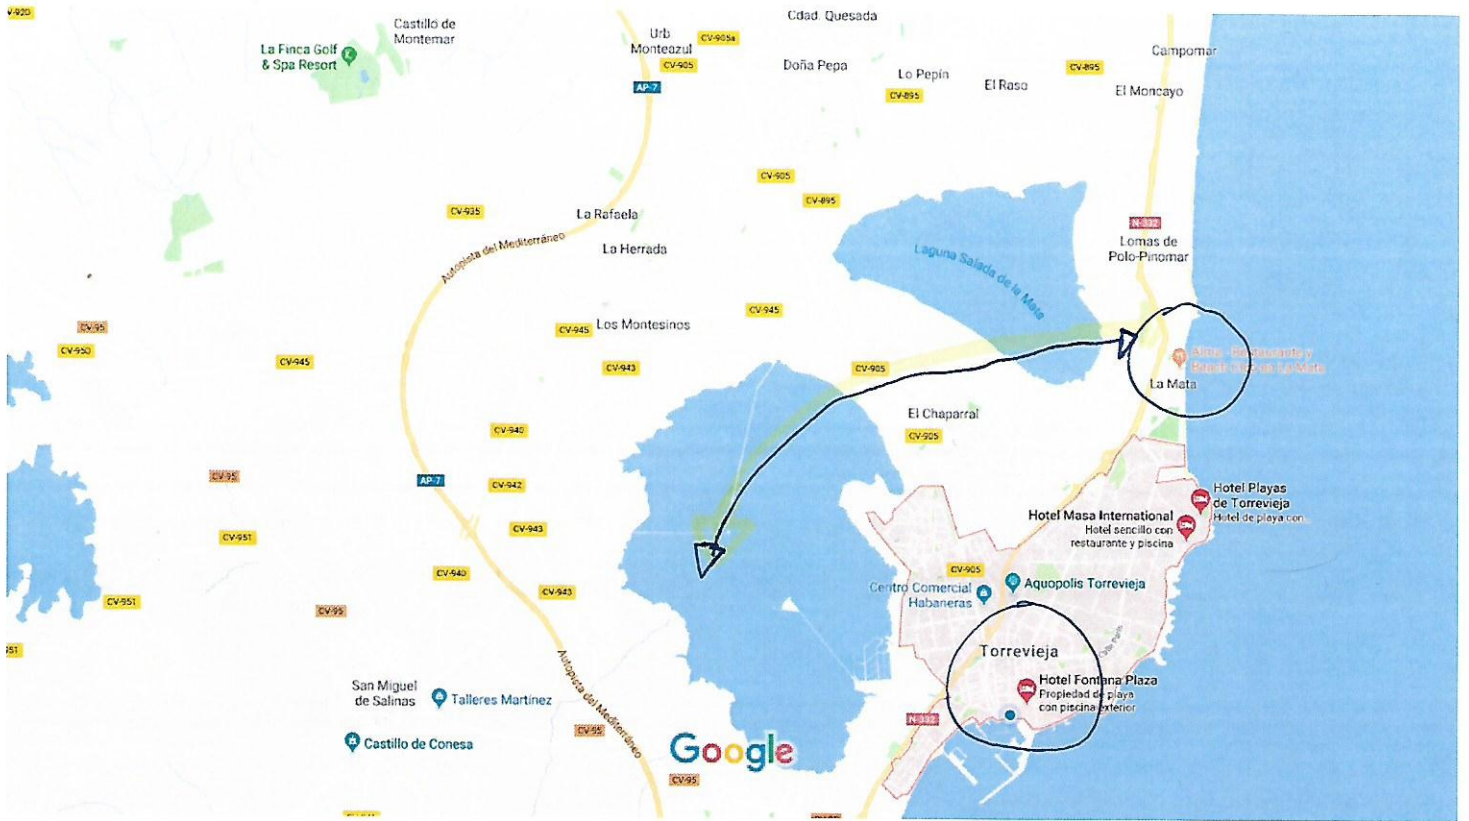 CV-920
Castillo de
Montemar
La Finca Golf
& Spa Resort
Urb
Monteazul
CV-905a
CV-905
AP-7
Cdad. Quesada
Doña Pepa
Lo Pepín
CV-895
El Raso
CV-895
Campomar
El Moncayo
CV-905
CV-895
CV-935
La Rafaela
Autopista del Mediterráneo
La Herrada
Laguna Salada de la Mata
N-332
Lomas de
Polo-Pinomar
CV-95
CV-950
CV-945
CV-945
Los Montesinos
CV-945
CV-943
CV-905
La Mata
CV-940
El Chaparral
CV-905
CV-95
AP-7
CV-942
Hotel Playas
de Torrevieja
Hotel de playa con...
Hotel Masa International
Hotel sencillo con
restaurante y piscina
CV-951
CV-943
CV-940
CV-943
CV-905
Centro Comercial
Habaneras
Aquopolis Torrevieja
CV-951
CV-95
951
Torrevieja
San Miguel
de Salinas
Talleres Martinez
Autopista del Mediterráneo
Hotel Fontana Plaza
Propiedad de playa
con piscina exterior
N-332
CV-95
Castillo de Conesa
Google
CV-95